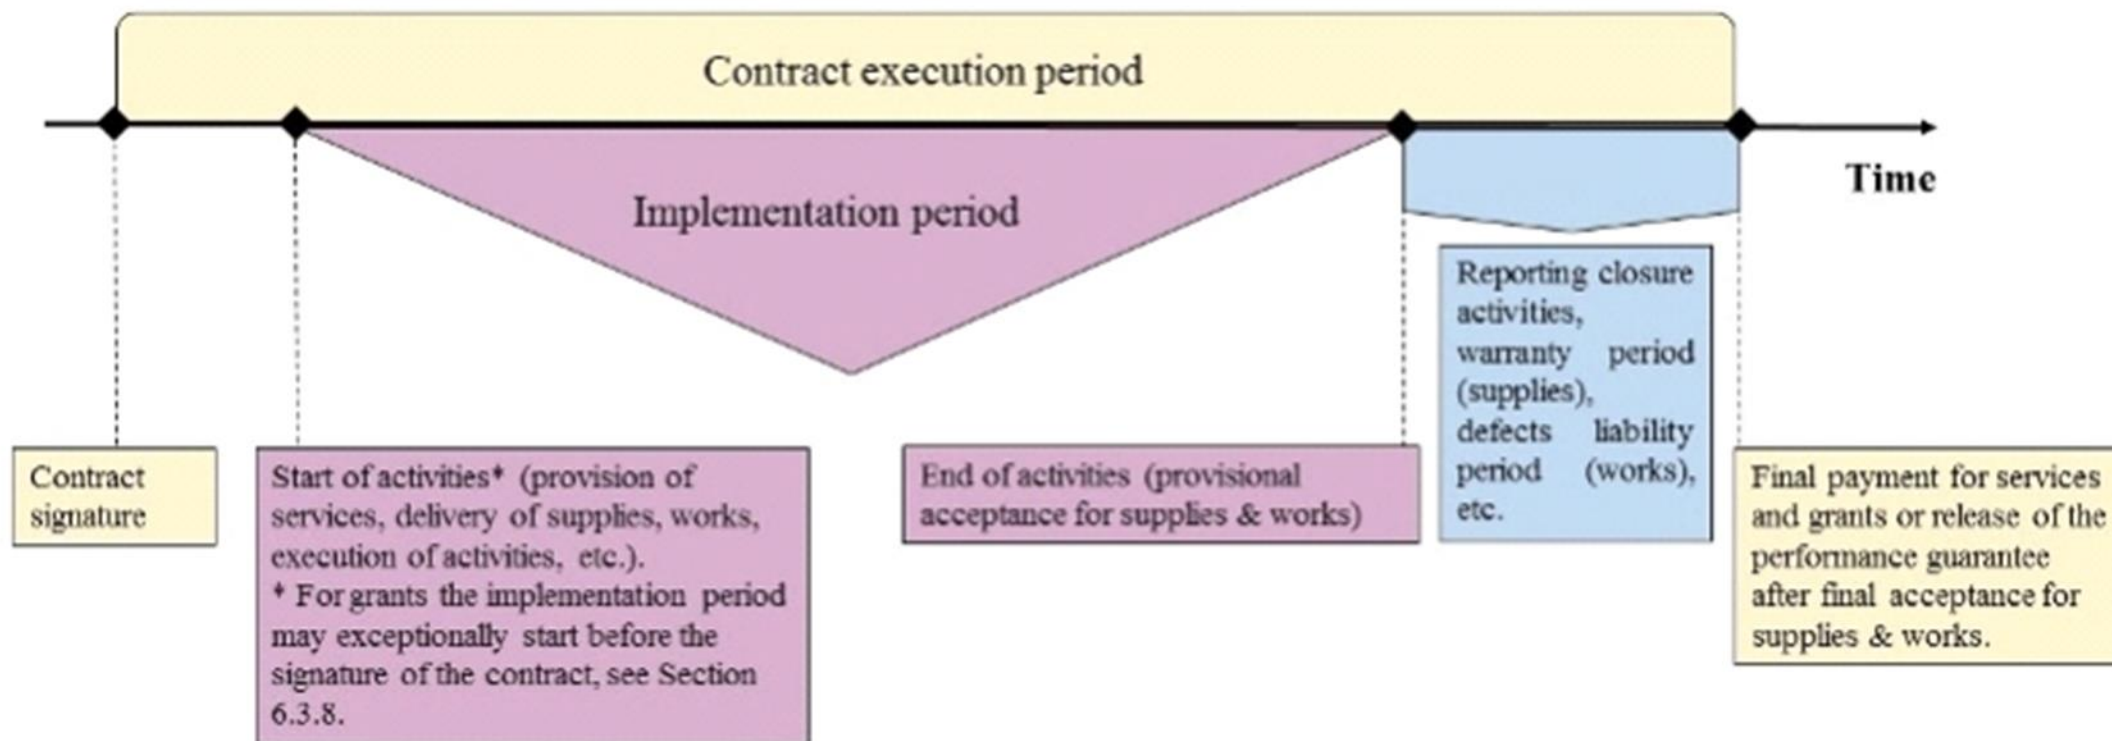 Contract execution period
Time
Implementation period
Contract
signature
Start of activities* (provision of
services, delivery of supplies, works,
execution of activities, etc.).
* For grants the implementation period
may exceptionally start before the
signature of the contract, see Section
6.3.8.
End of activities (provisional
acceptance for supplies & works)
Reporting closure
activities,
warranty period
(supplies),
defects liability
period (works),
etc.
Final payment for services
and grants or release of the
performance guarantee
after final acceptance for
supplies & works.